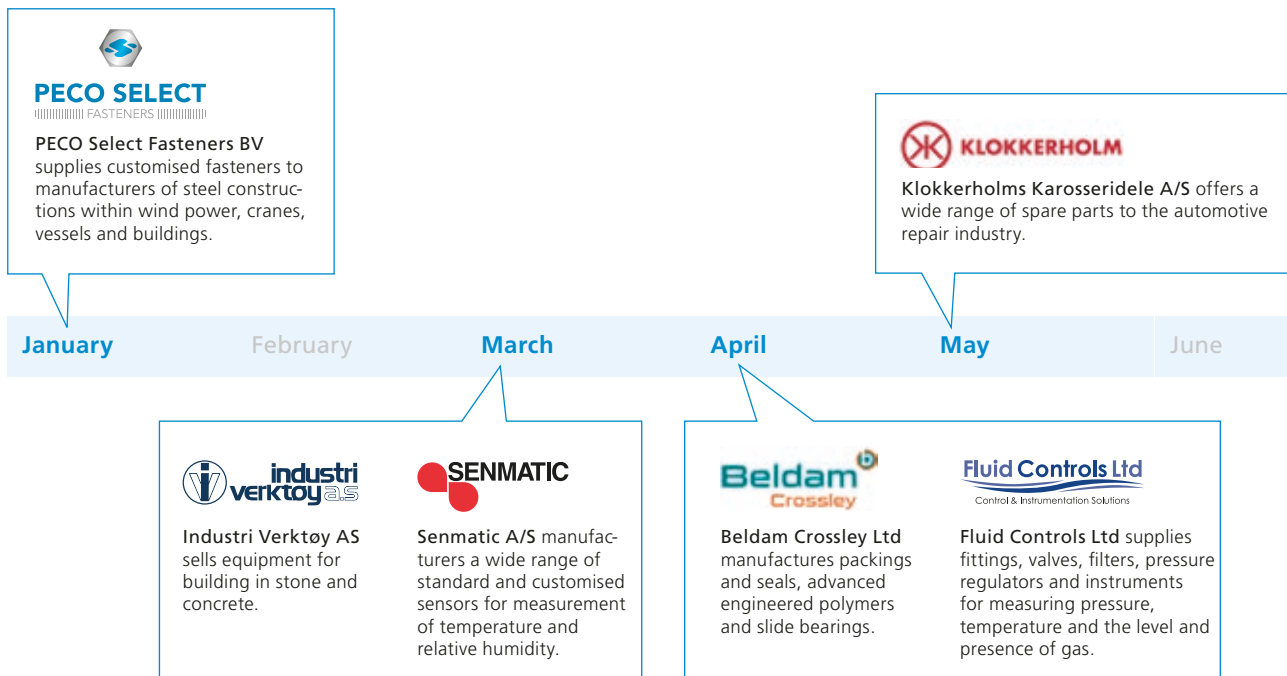 PECO SELECT
FASTENERS
PECO Select Fasteners BV
supplies customised fasteners to
manufacturers of steel construc-
tions within wind power, cranes,
vessels and buildings.
KLOKKERHOLM
Klokkerholms Karosseridele A/S offers a
wide range of spare parts to the automotive
repair industry.
January
February
March
April
May
June
industri
verktøy a.s
Industri Verktøy AS
sells equipment for
building in stone and
concrete.
SENMATIC
Senmatic A/S manufac-
turers a wide range of
standard and customised
sensors for measurement
of temperature and
relative humidity.
Beldam
Crossley
Beldam Crossley Ltd
manufactures packings
and seals, advanced
engineered polymers
and slide bearings.
Fluid Controls Ltd
Control & Instrumentation Solutions
Fluid Controls Ltd supplies
fittings, valves, filters, pressure
regulators and instruments
for measuring pressure,
temperature and the level and
presence of gas.